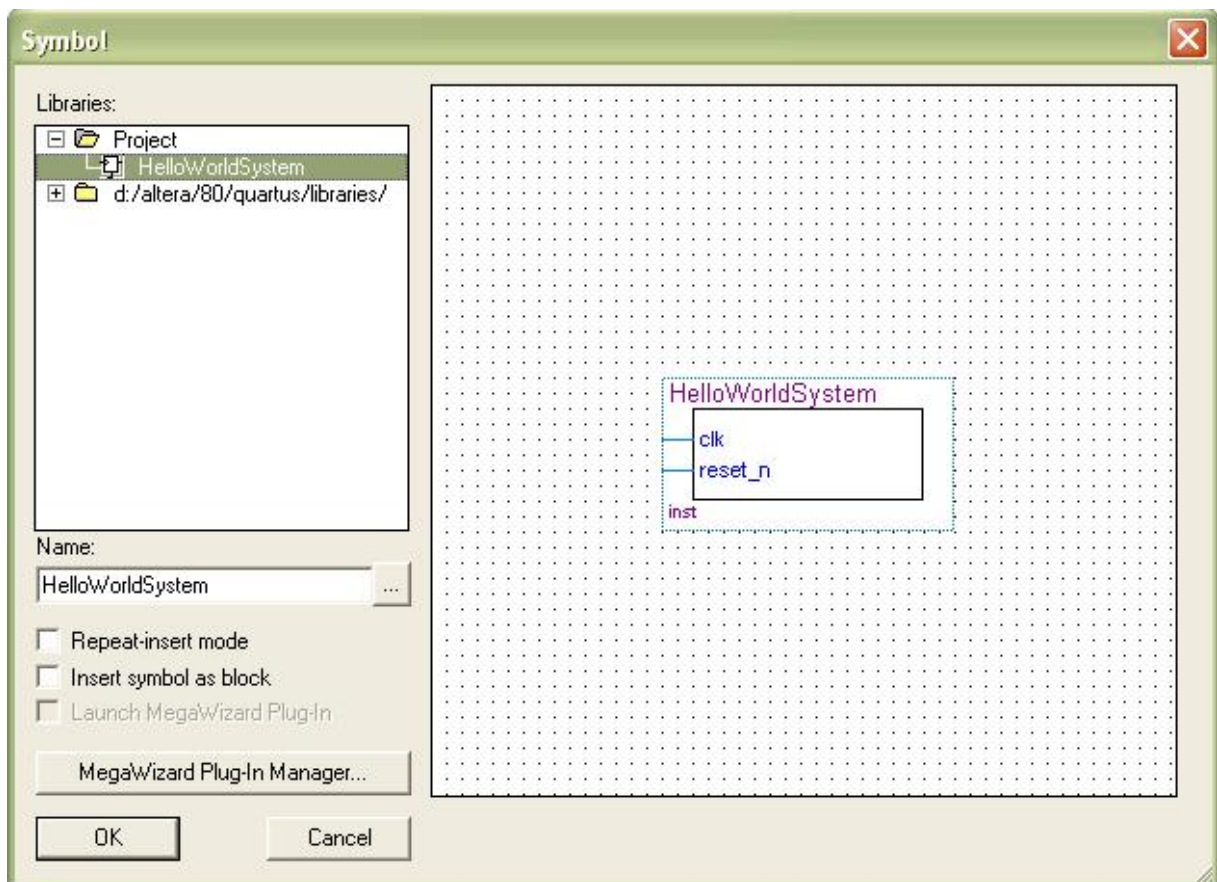 Symbol
Libraries:
Project
HelloWorldSystem
d:/altera/80/quartus/libraries/
Name:
HelloWorldSystem
...
Repeat-insert mode
Insert symbol as block
Launch MegaWizard Plug-In
MegaWizard Plug-In Manager...
OK
Cancel
HelloWorldSystem
clk
reset_n
inst